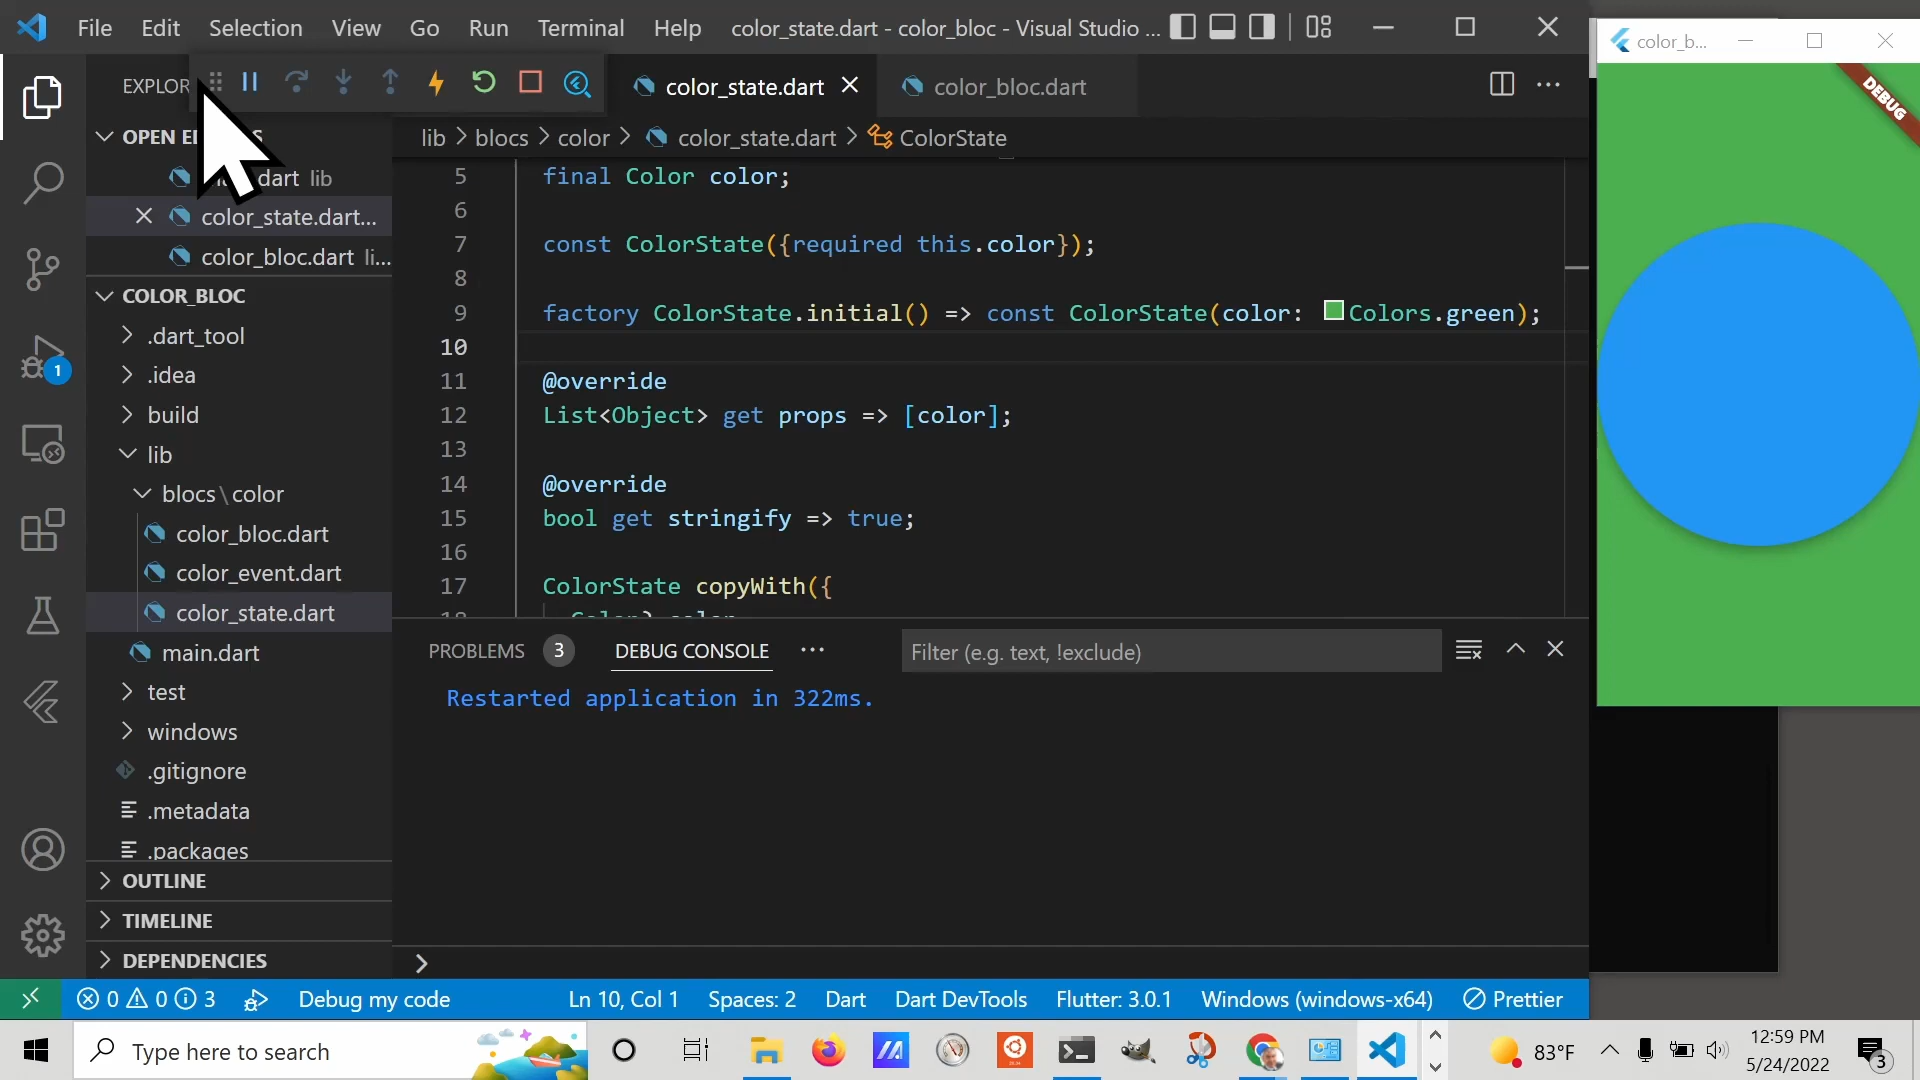 File Edit Selection View Go Run Terminal Help color_state.dart - color_bloc - Visual Studio ...
color_b...
EXPLOR
color_state.dart
color_bloc.dart
DEBUG
lib > blocs > color > color_state.dart > ColorState
dart lib
color_state.dart...
color_bloc.dart li...
COLOR_BLOC
.dart_tool
.idea
build
lib
blocs\color
color_bloc.dart
color_event.dart
color_state.dart
main.dart
test
windows
.gitignore
.metadata
.packages
OUTLINE
TIMELINE
DEPENDENCIES
5 final Color color;
6
7 const ColorState({required this.color});
8
9 factory ColorState.initial() => const ColorState(color: Colors.green);
10
11 @override
12 List<Object> get props => [color];
13
14 @override
15 bool get stringify => true;
16
17 ColorState copyWith({
PROBLEMS 3 DEBUG CONSOLE ... Filter (e.g. text, !exclude)
Restarted application in 322ms.
0 0 3 Debug my code Ln 10, Col 1 Spaces: 2 Dart Dart DevTools Flutter: 3.0.1 Windows (windows-x64) Prettier
Type here to search
83°F
12:59 PM
5/24/2022
3
1